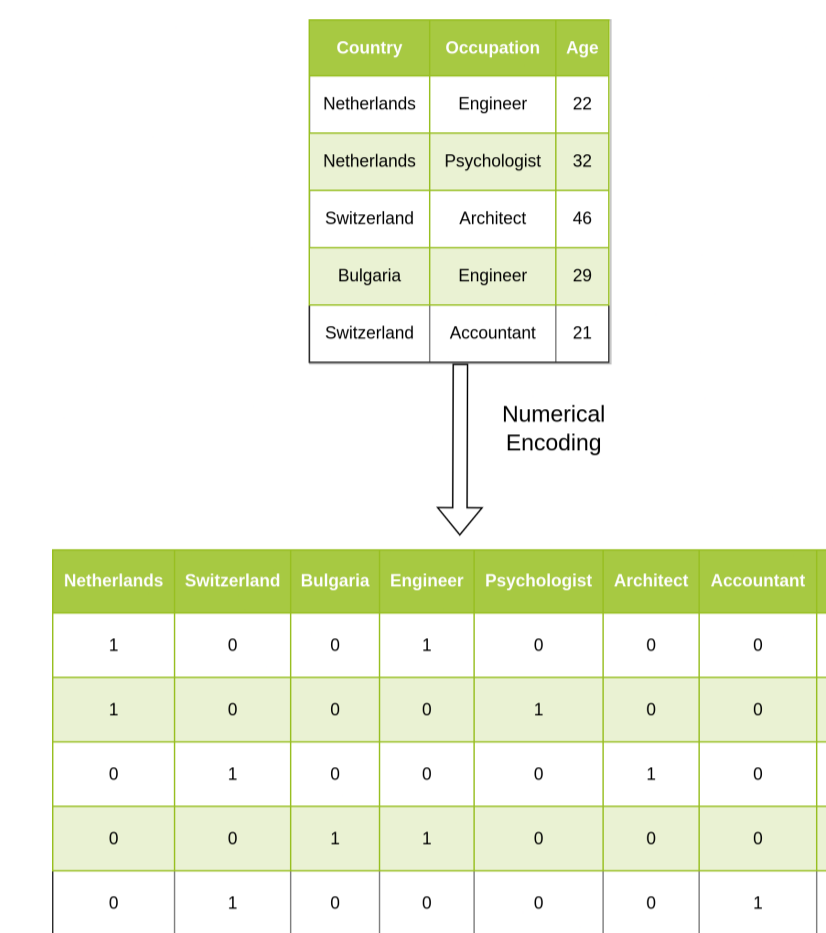 Country Occupation Age
Netherlands Engineer 22
Netherlands Psychologist 32
Switzerland Architect 46
Bulgaria Engineer 29
Switzerland Accountant 21
Numerical
Encoding
Netherlands Switzerland Bulgaria Engineer Psychologist Architect Accountant
1 0 0 1 0 0 0
1 0 0 0 1 0 0
0 1 0 0 0 1 0
0 0 1 1 0 0 0
0 1 0 0 0 0 1